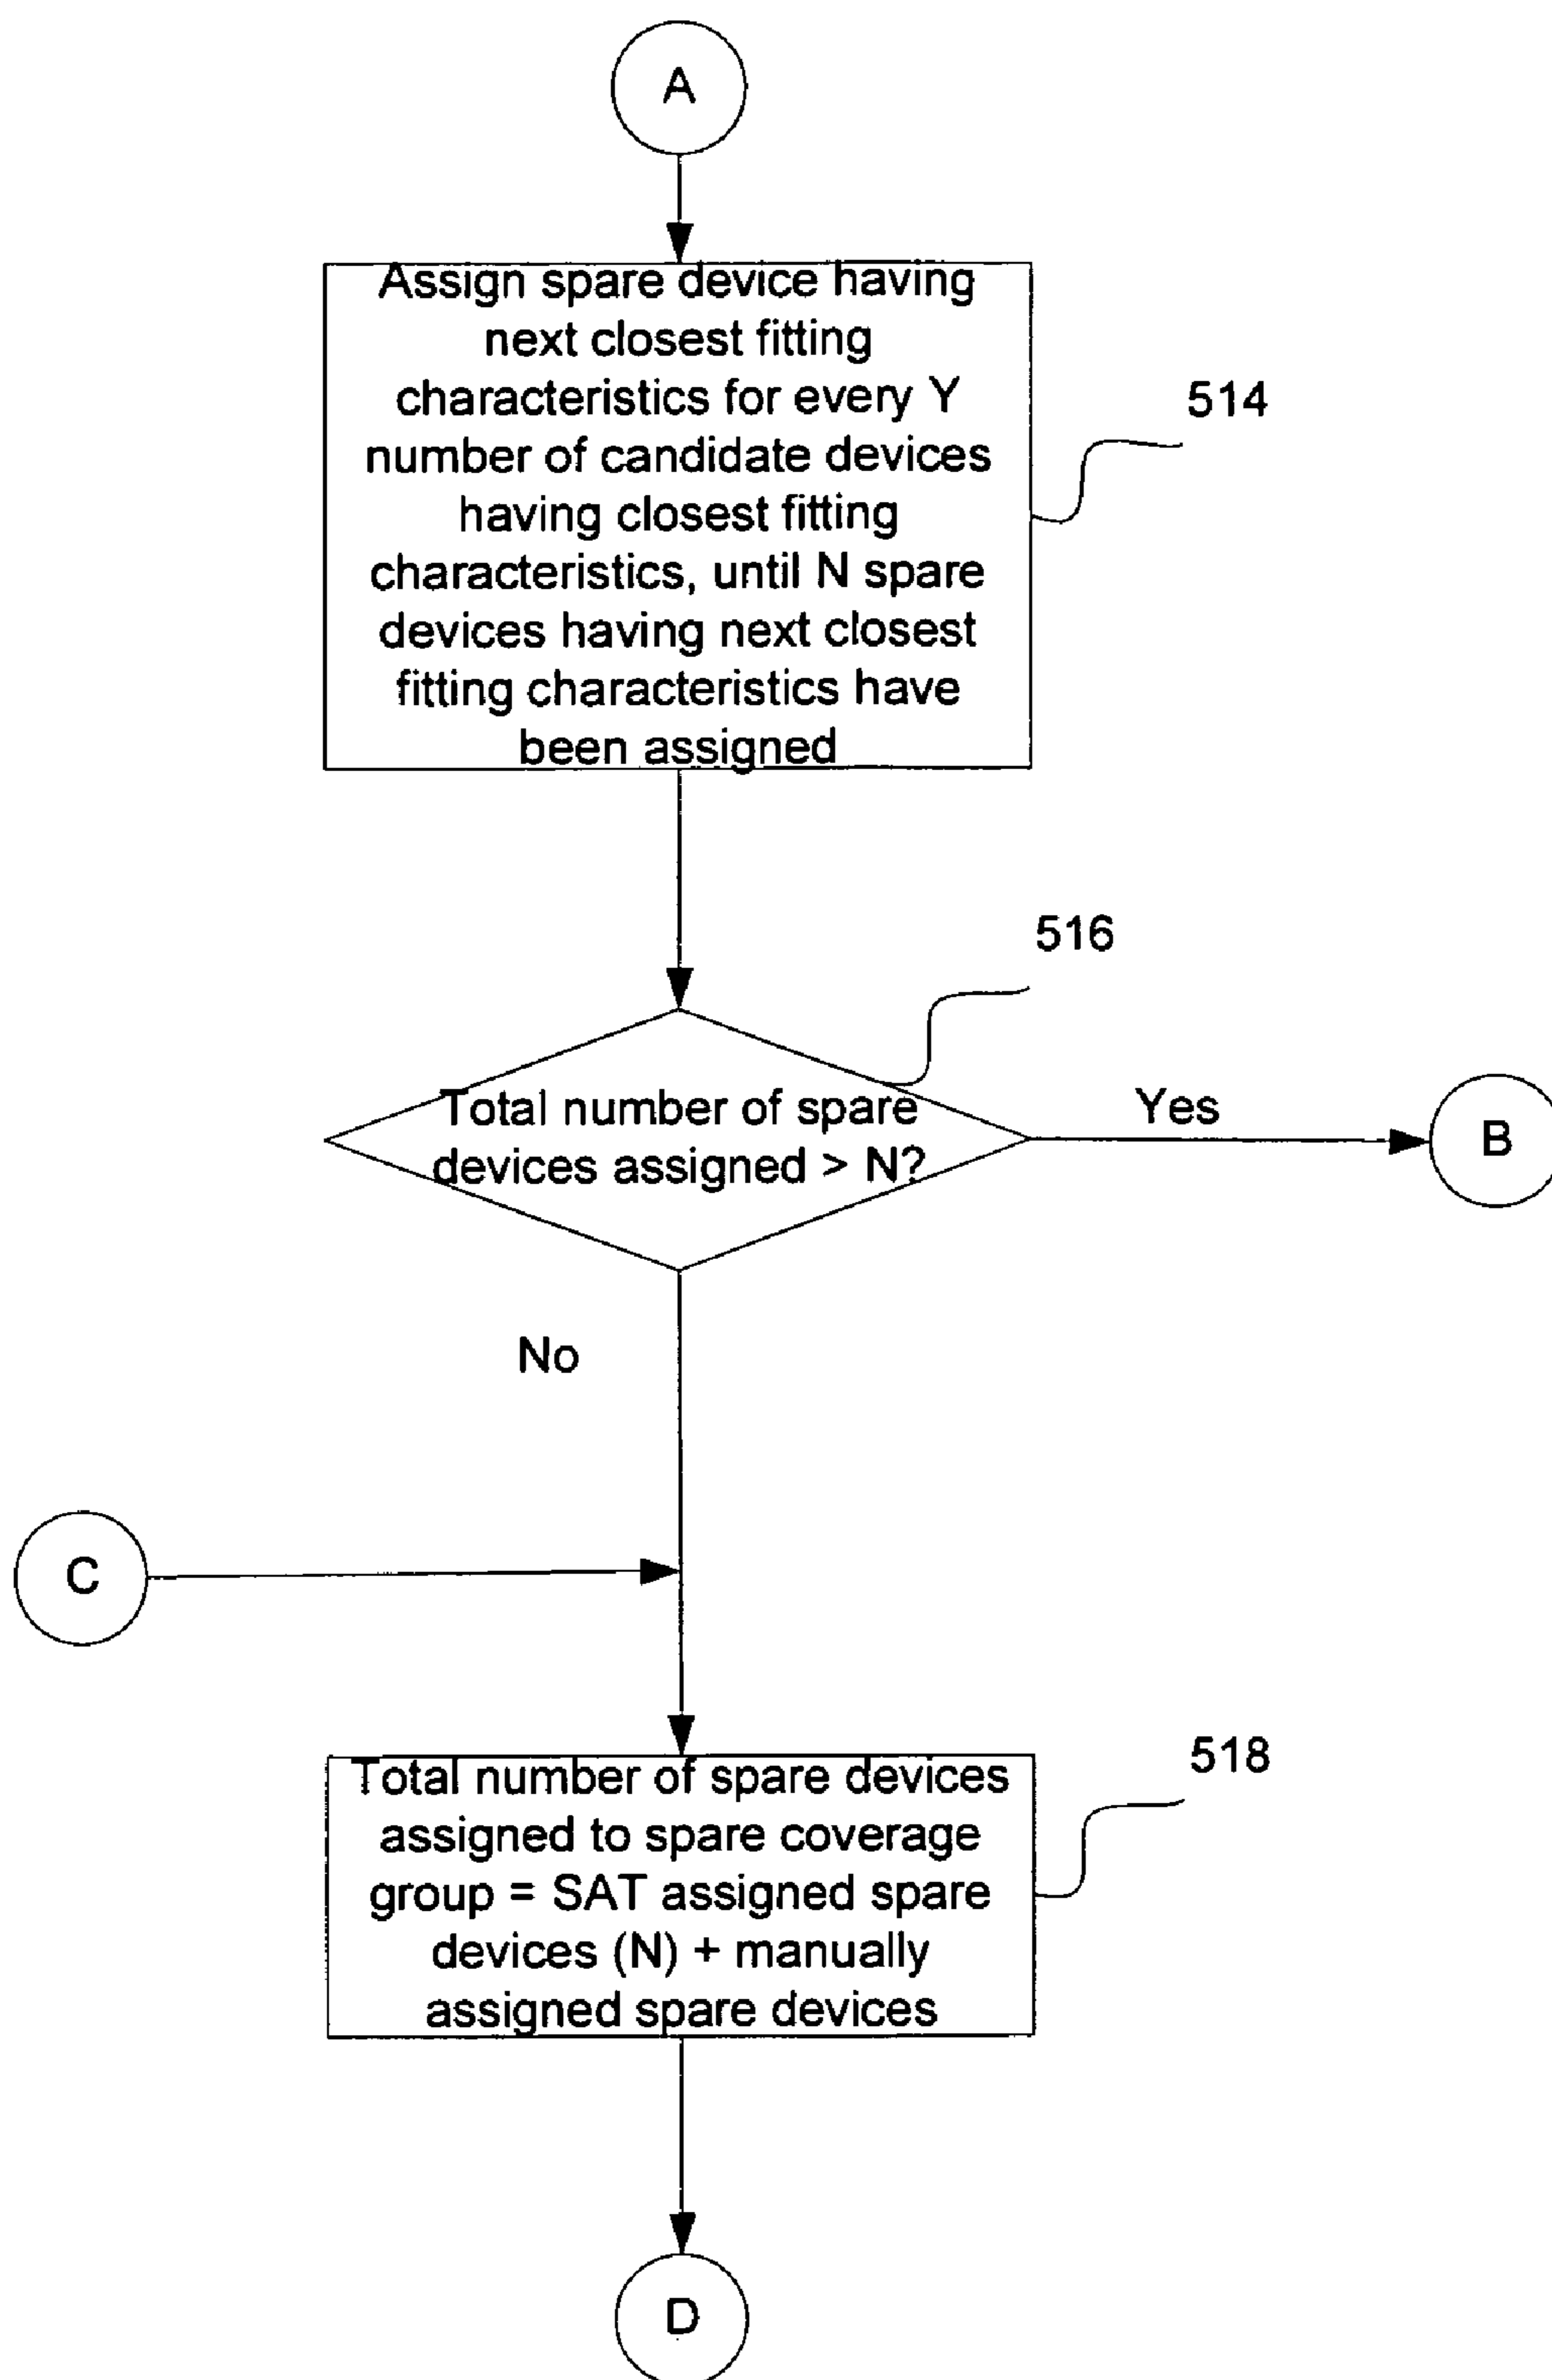 A
Assign spare device having
next closest fitting
characteristics for every Y
number of candidate devices
having closest fitting
characteristics, until N spare
devices having next closest
fitting characteristics have
been assigned
514
516
Total number of spare
devices assigned > N?
Yes
B
No
C
518
Total number of spare devices
assigned to spare coverage
group = SAT assigned spare
devices (N) + manually
assigned spare devices
D